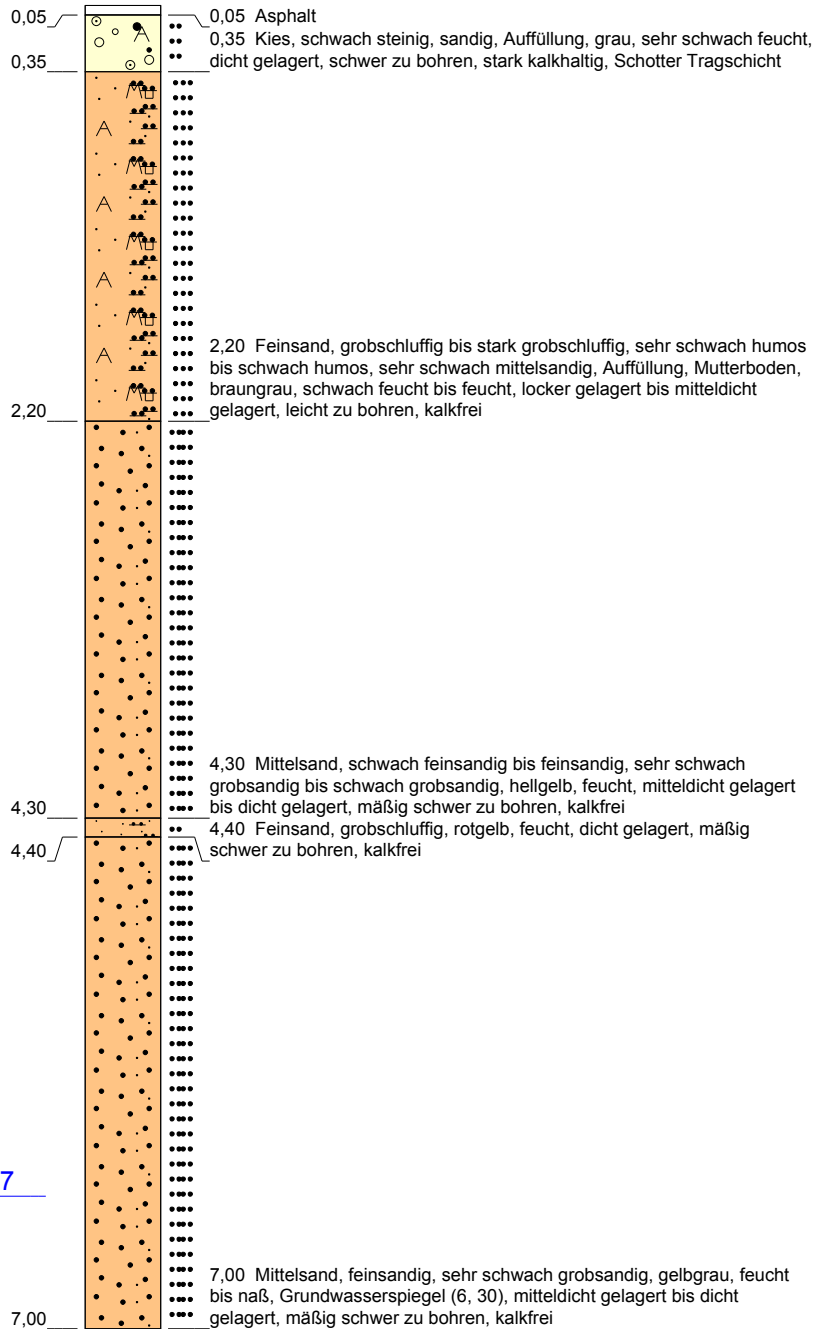 0,05
0,05 Asphalt
0,35 Kies, schwach steinig, sandig, Auffüllung, grau, sehr schwach feucht,
dicht gelagert, schwer zu bohren, stark kalkhaltig, Schotter Tragschicht
0,35
2,20 Feinsand, grobschluffig bis stark grobschluffig, sehr schwach humos
bis schwach humos, sehr schwach mittelsandig, Auffüllung, Mutterboden,
braungrau, schwach feucht bis feucht, locker gelagert bis mitteldicht
gelagert, leicht zu bohren, kalkfrei
2,20
4,30 Mittelsand, schwach feinsandig bis feinsandig, sehr schwach
grobsandig bis schwach grobsandig, hellgelb, feucht, mitteldicht gelagert
bis dicht gelagert, mäßig schwer zu bohren, kalkfrei
4,30
4,40 Feinsand, grobschluffig, rotgelb, feucht, dicht gelagert, mäßig
schwer zu bohren, kalkfrei
4,40
7
7,00 Mittelsand, feinsandig, sehr schwach grobsandig, gelbgrau, feucht
bis naß, Grundwasserspiegel (6, 30), mitteldicht gelagert bis dicht
gelagert, mäßig schwer zu bohren, kalkfrei
7,00